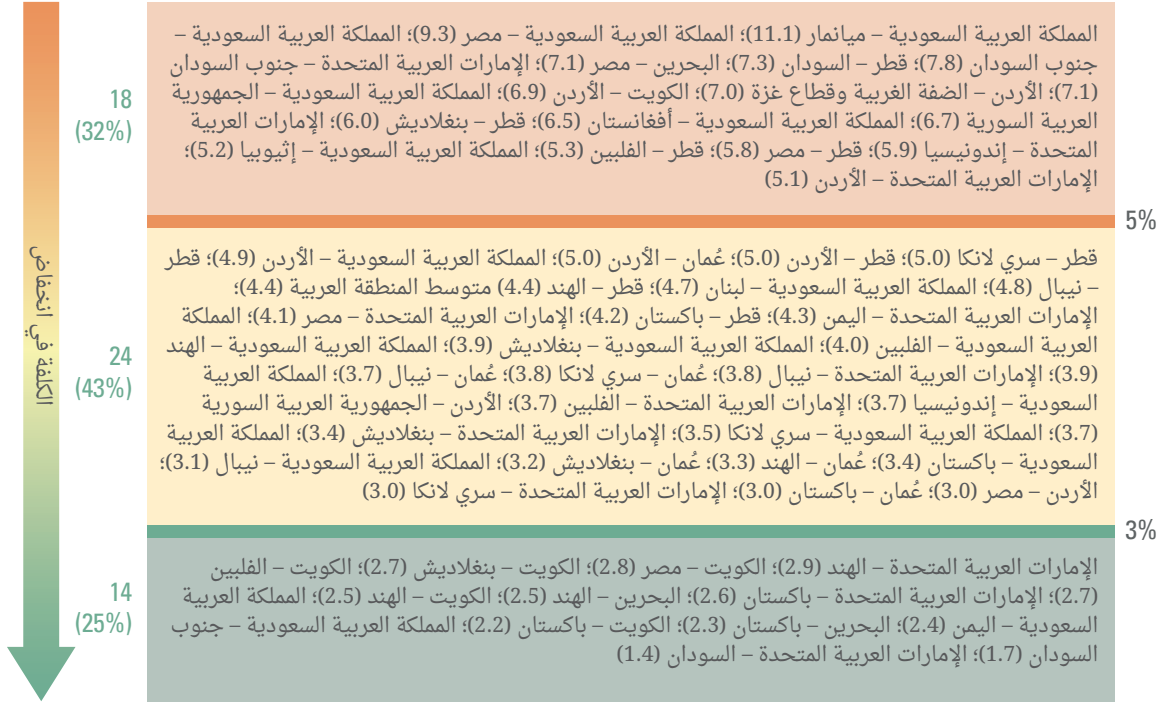 المملكة العربية السعودية – ميانمار (11.1)؛ المملكة العربية السعودية – مصر (9.3)؛ المملكة العربية السعودية –
جنوب السودان (7.8)؛ قطر – السودان (7.3)؛ البحرين – مصر (7.1)؛ الإمارات العربية المتحدة – جنوب السودان
(7.1)؛ الأردن – الضفة الغربية وقطاع غزة (7.0)؛ الكويت – الأردن (6.9)؛ المملكة العربية السعودية – الجمهورية
العربية السورية (6.7)؛ المملكة العربية السعودية – أفغانستان (6.5)؛ قطر – بنغلاديش (6.0)؛ الإمارات العربية
المتحدة – إندونيسيا (5.9)؛ قطر – مصر (5.8)؛ قطر – الفلبين (5.3)؛ المملكة العربية السعودية – إثيوبيا (5.2)؛
الإمارات العربية المتحدة – الأردن (5.1)
18
(32%)
5%
قطر – سري لانكا (5.0)؛ قطر – الأردن (5.0)؛ عُمان – الأردن (5.0)؛ المملكة العربية السعودية – الأردن (4.9)؛ قطر
– نيبال (4.8)؛ المملكة العربية السعودية – لبنان (4.7)؛ قطر – الهند (4.4) متوسط المنطقة العربية (4.4)؛
الإمارات العربية المتحدة – اليمن (4.3)؛ قطر – باكستان (4.2)؛ الإمارات العربية المتحدة – مصر (4.1)؛ المملكة
العربية السعودية – الفلبين (4.0)؛ المملكة العربية السعودية – بنغلاديش (3.9)؛ المملكة العربية السعودية – الهند
(3.9)؛ الإمارات العربية المتحدة – نيبال (3.8)؛ عُمان – سري لانكا (3.8)؛ عُمان – نيبال (3.7)؛ المملكة العربية
السعودية – إندونيسيا (3.7)؛ الإمارات العربية المتحدة – الفلبين (3.7)؛ الأردن – الجمهورية العربية السورية
(3.7)؛ المملكة العربية السعودية – سري لانكا (3.5)؛ الإمارات العربية المتحدة – بنغلاديش (3.4)؛ المملكة العربية
السعودية – باكستان (3.4)؛ عُمان – الهند (3.3)؛ عُمان – بنغلاديش (3.2)؛ المملكة العربية السعودية – نيبال (3.1)؛
الأردن – مصر (3.0)؛ عُمان – باكستان (3.0)؛ الإمارات العربية المتحدة – سري لانكا (3.0)
24
(43%)
الكلفة في انخفاض
3%
الإمارات العربية المتحدة – الهند (2.9)؛ الكويت – مصر (2.8)؛ الكويت – بنغلاديش (2.7)؛ الكويت – الفلبين
(2.7)؛ الإمارات العربية المتحدة – باكستان (2.6)؛ البحرين – الهند (2.5)؛ الكويت – الهند (2.5)؛ المملكة العربية
السعودية – اليمن (2.4)؛ البحرين – باكستان (2.3)؛ الكويت – باكستان (2.2)؛ المملكة العربية السعودية – جنوب
السودان (1.7)؛ الإمارات العربية المتحدة – السودان (1.4)
14
(25%)